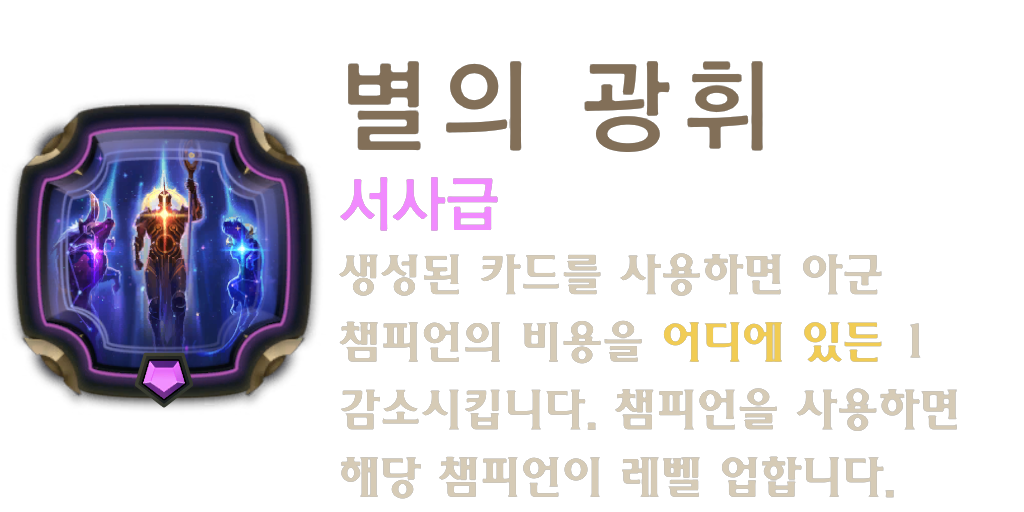 별의 광휘
서사급
생성된 카드를 사용하면 아군
챔피언의 비용을 어디에 있든 1
감소시킵니다. 챔피언을 사용하면
해당 챔피언이 레벨 업합니다.